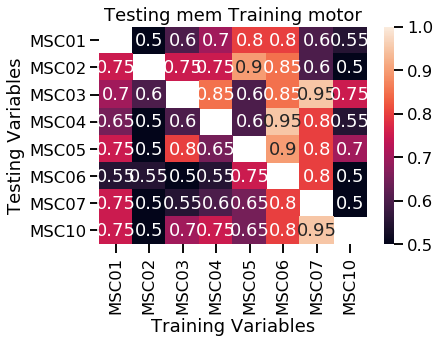 Testing mem Training motor
MSC01 0.5 0.6 0.7 0.8 0.8 0.6 0.55
MSC02 0.75 0.75 0.75 0.9 0.85 0.6 0.5
MSC03 0.7 0.6 0.85 0.6 0.85 0.95 0.75
MSC04 0.65 0.5 0.6 0.6 0.95 0.8 0.55
MSC05 0.75 0.5 0.8 0.65 0.9 0.8 0.7
MSC06 0.55 0.55 0.5 0.55 0.75 0.8 0.5
MSC07 0.75 0.5 0.55 0.6 0.65 0.8 0.5
MSC10 0.75 0.5 0.7 0.75 0.65 0.8 0.95
MSC01 MSC02 MSC03 MSC04 MSC05 MSC06 MSC07 MSC10
Training Variables
Testing Variables
1.0
0.9
0.8
0.7
0.6
0.5